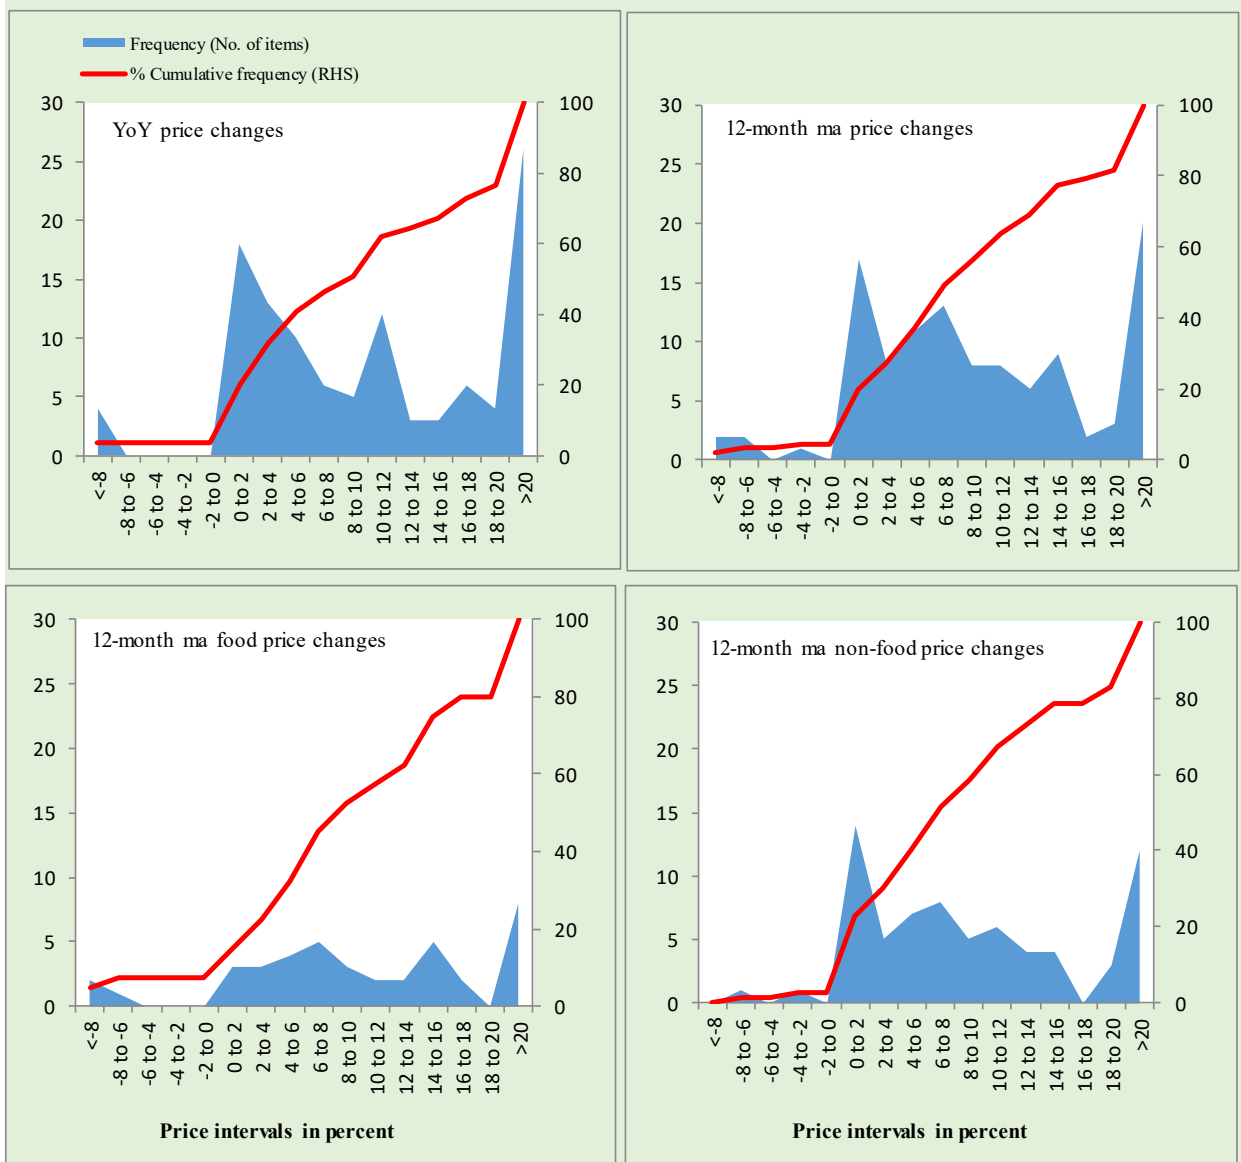 Frequency (No. of items)
% Cumulative frequency (RHS)
YoY price changes
30
25
20
15
10
5
0
100
80
60
40
20
0
<-8
-8 to -6
-6 to -4
-4 to -2
-2 to 0
0 to 2
2 to 4
4 to 6
6 to 8
8 to 10
10 to 12
12 to 14
14 to 16
16 to 18
18 to 20
>20
12-month ma price changes
30
25
20
15
10
5
0
100
80
60
40
20
0
<-8
-8 to -6
-6 to -4
-4 to -2
-2 to 0
0 to 2
2 to 4
4 to 6
6 to 8
8 to 10
10 to 12
12 to 14
14 to 16
16 to 18
18 to 20
>20
12-month ma food price changes
30
25
20
15
10
5
0
100
80
60
40
20
0
<-8
-8 to -6
-6 to -4
-4 to -2
-2 to 0
0 to 2
2 to 4
4 to 6
6 to 8
8 to 10
10 to 12
12 to 14
14 to 16
16 to 18
18 to 20
>20
Price intervals in percent
12-month ma non-food price changes
30
25
20
15
10
5
0
100
80
60
40
20
0
<-8
-8 to -6
-6 to -4
-4 to -2
-2 to 0
0 to 2
2 to 4
4 to 6
6 to 8
8 to 10
10 to 12
12 to 14
14 to 16
16 to 18
18 to 20
>20
Price intervals in percent